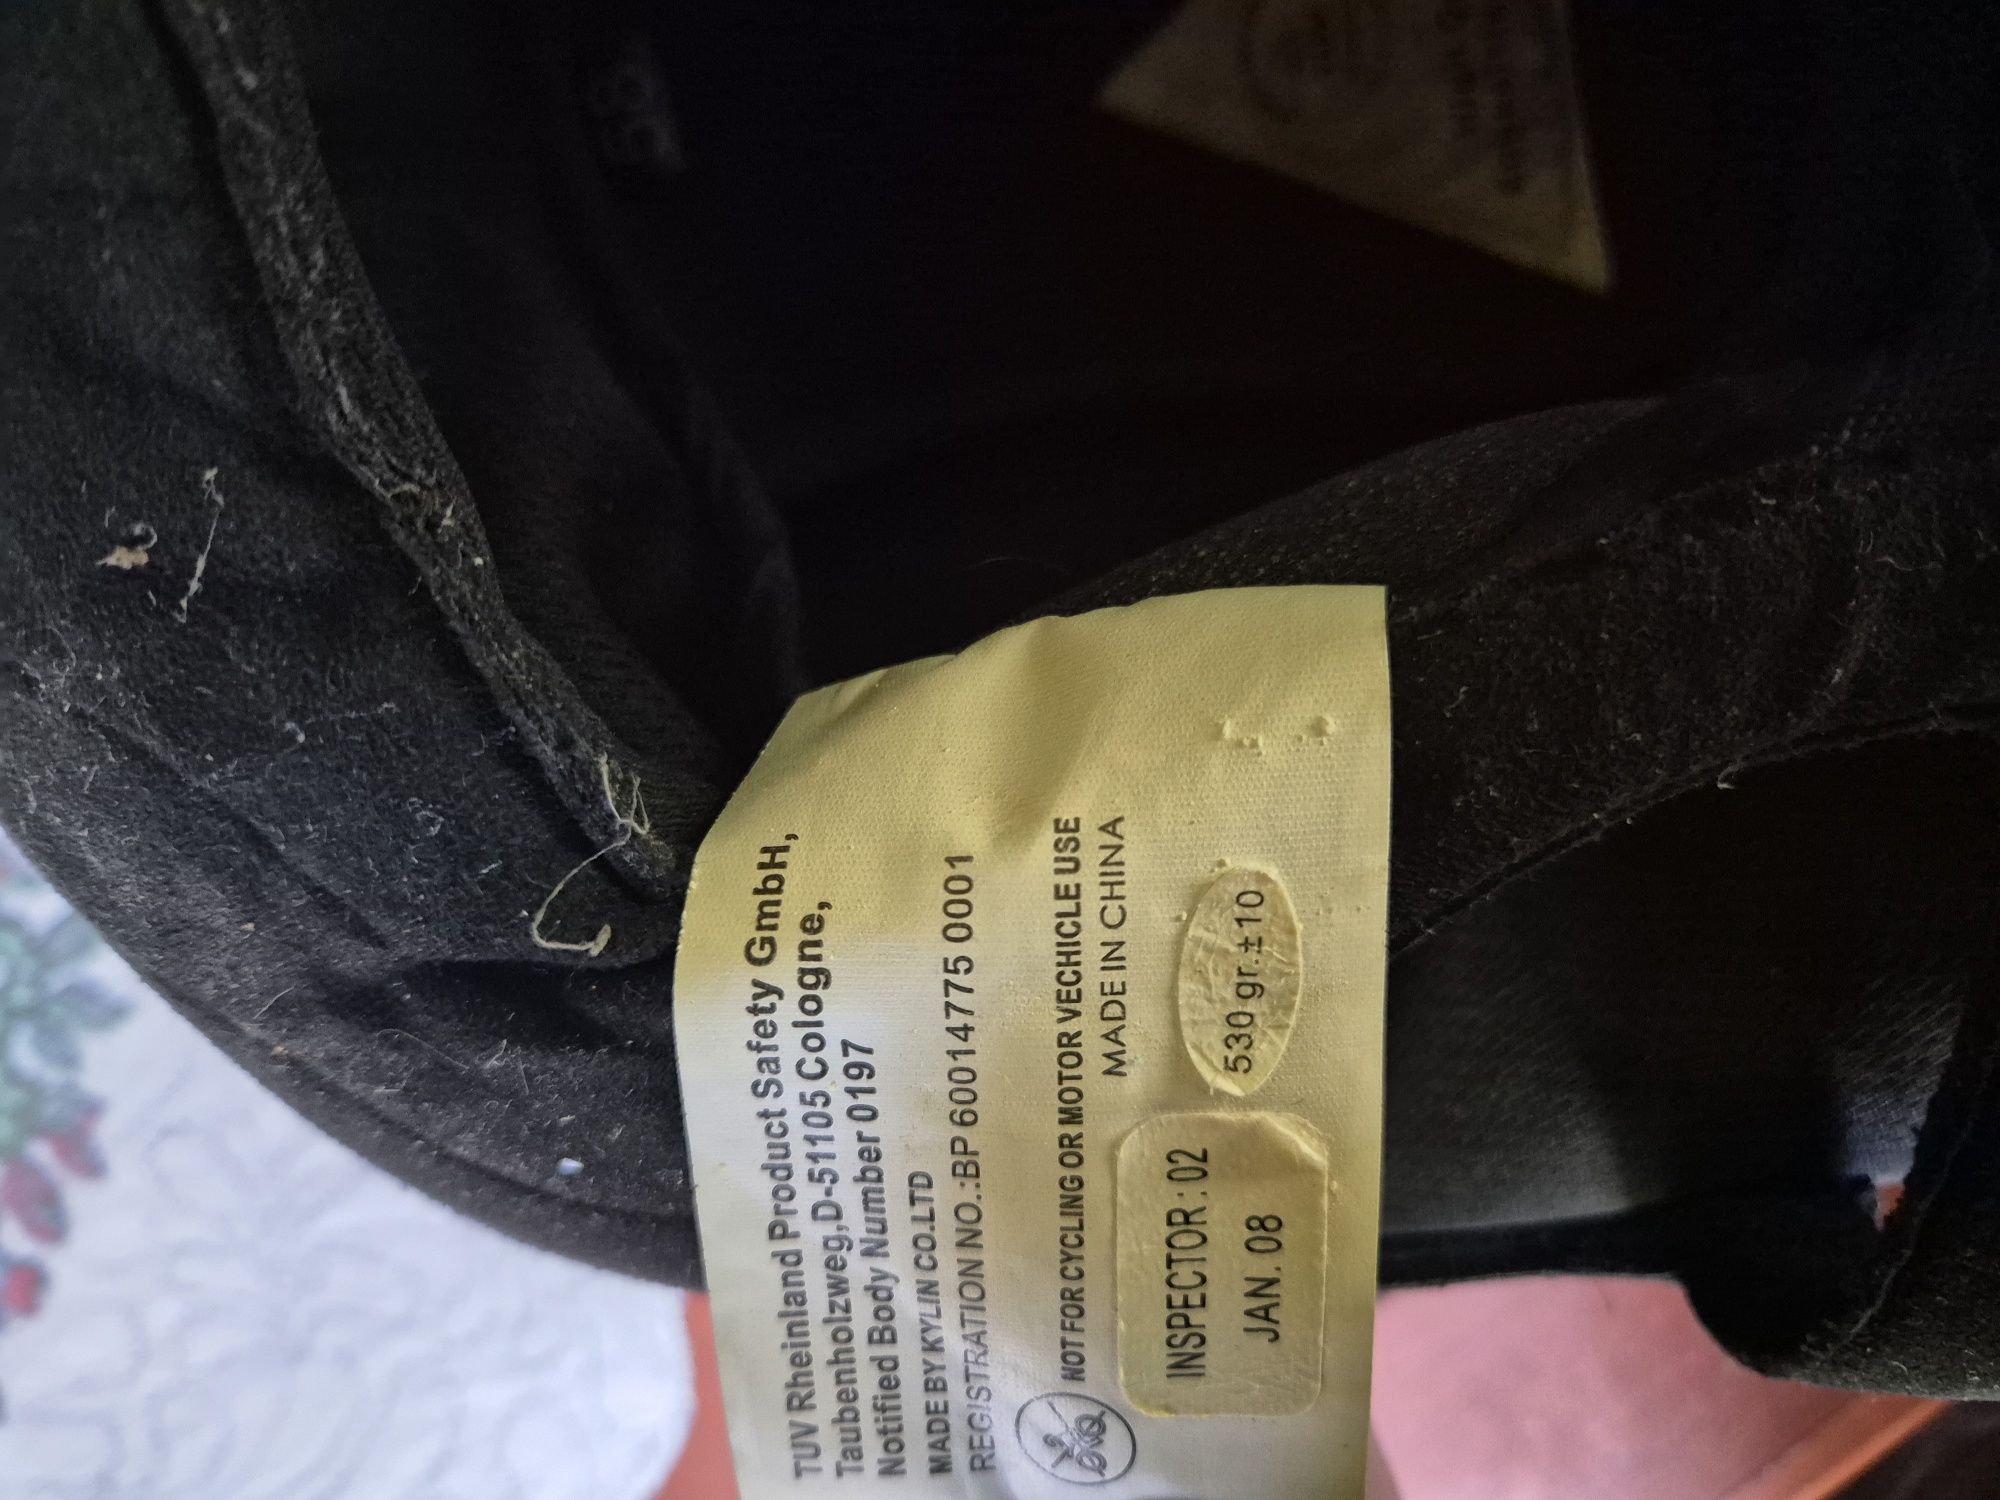 TUV Rheinland Product Safety GmbH,
Taubenholzweg,D-51105 Cologne,
Notified Body Number 0197
MADE BY KYLIN CO.LTD
REGISTRATION NO.:BP 60014775 0001
NOT FOR CYCLING OR MOTOR VECHICLE USE
MADE IN CHINA
INSPECTOR : 02
JAN. 08
530 gr.±10